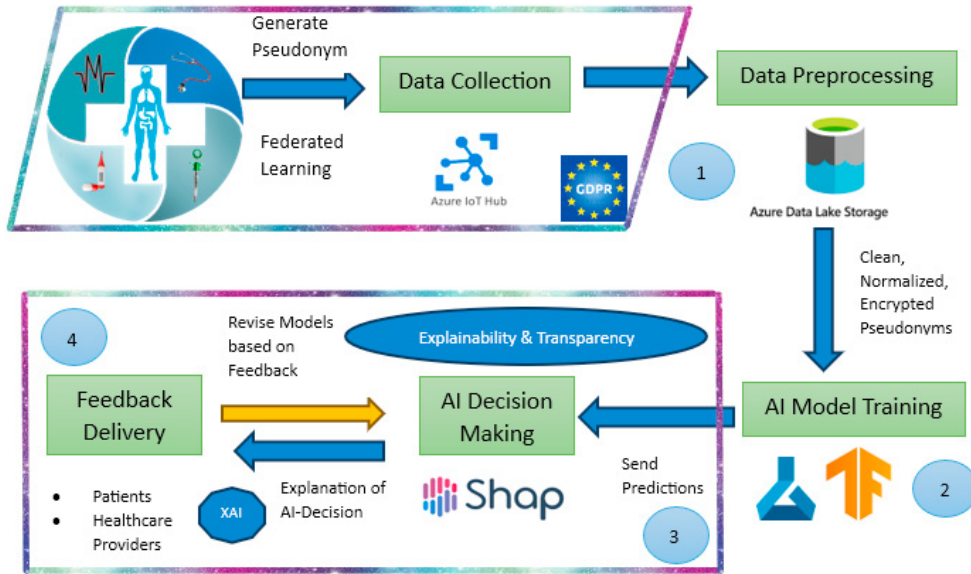 Generate
Pseudonym
Federated
Learning
Data Collection
Azure IoT Hub
GDPR
1
Data Preprocessing
Azure Data Lake Storage
Clean,
Normalized,
Encrypted
Pseudonyms
AI Model Training
2
Send
Predictions
3
Explainability & Transparency
AI Decision
Making
Shap
Explanation of
AI-Decision
XAI
Revise Models
based on
Feedback
4
Feedback
Delivery
• Patients
• Healthcare
Providers